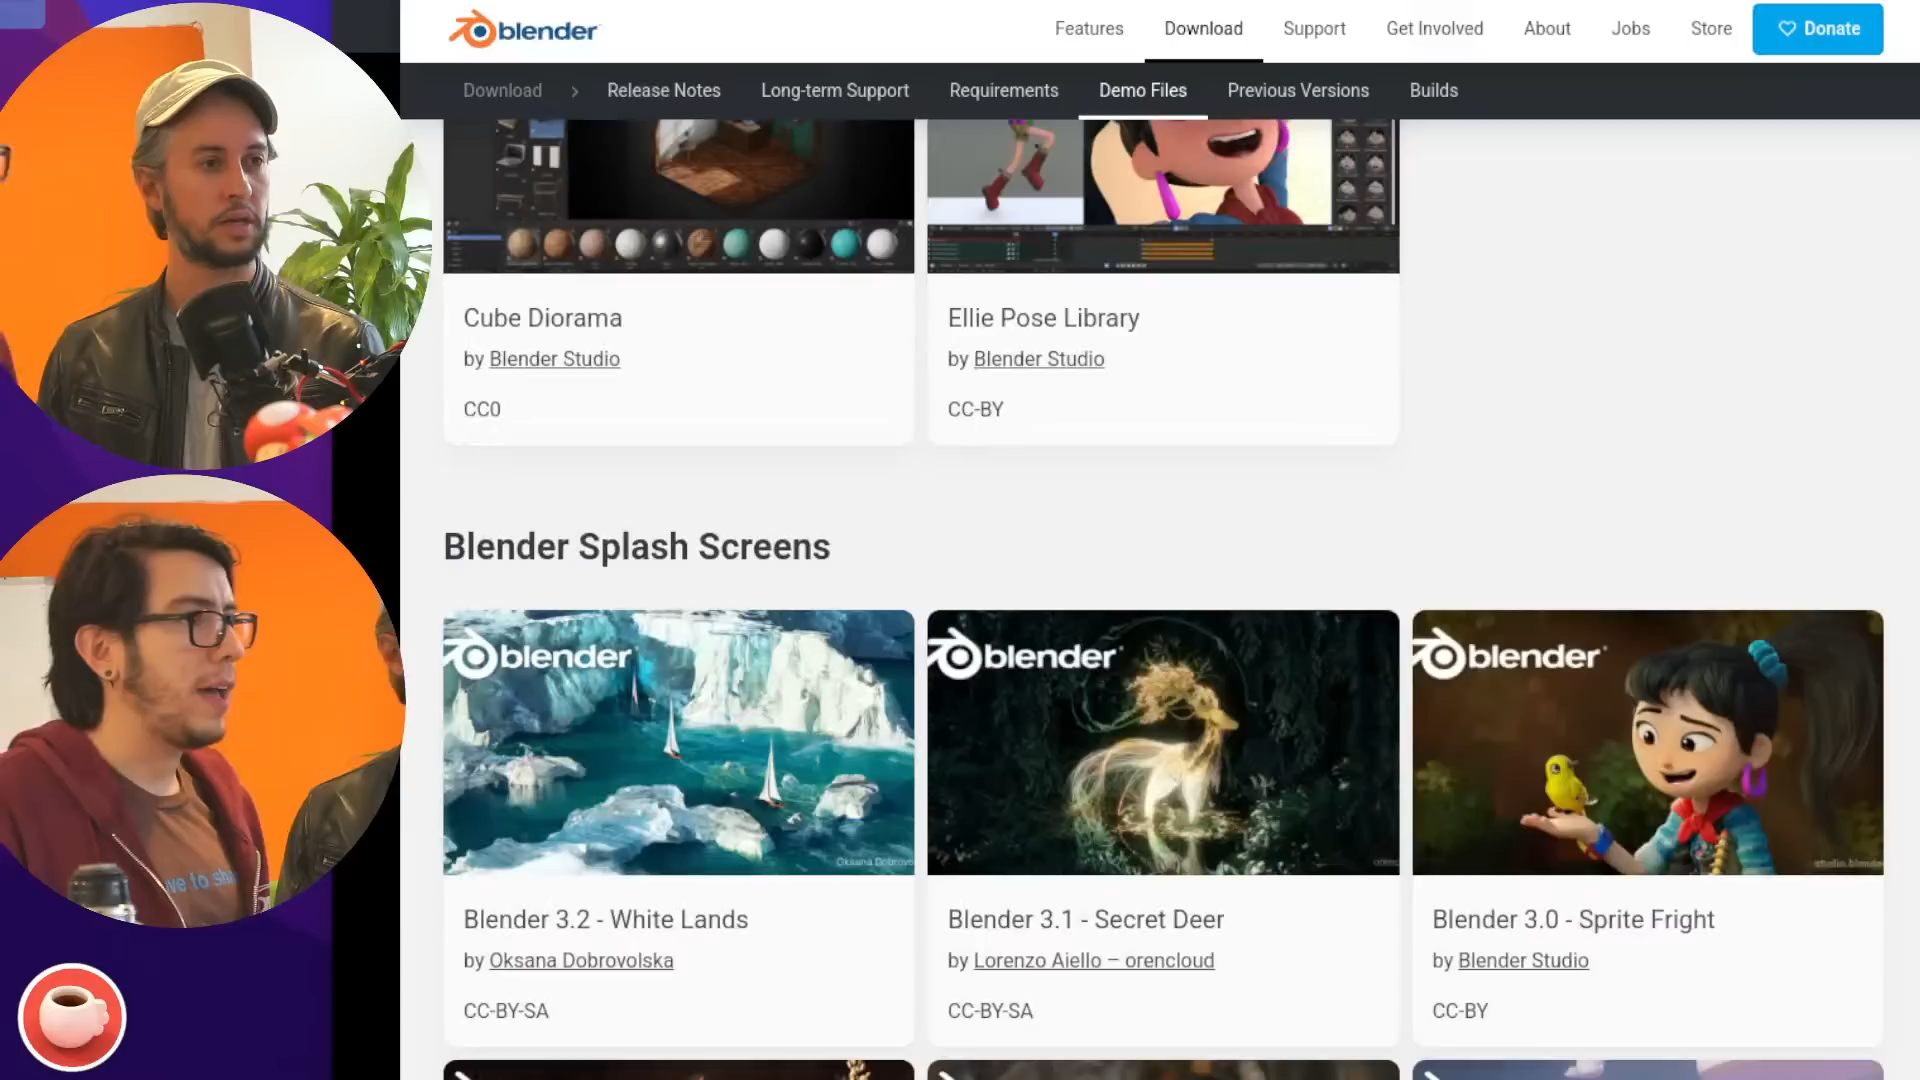 blender
Features
Download
Support
Get Involved
About
Jobs
Store
Donate
Download
Release Notes
Long-term Support
Requirements
Demo Files
Previous Versions
Builds
Cube Diorama
by Blender Studio
CC0
Ellie Pose Library
by Blender Studio
CC-BY
Blender Splash Screens
blender
Oksana Dobrovo
blender
blender
Blender 3.2 - White Lands
by Oksana Dobrovolska
CC-BY-SA
Blender 3.1 - Secret Deer
by Lorenzo Aiello – orencloud
CC-BY-SA
Blender 3.0 - Sprite Fright
by Blender Studio
CC-BY